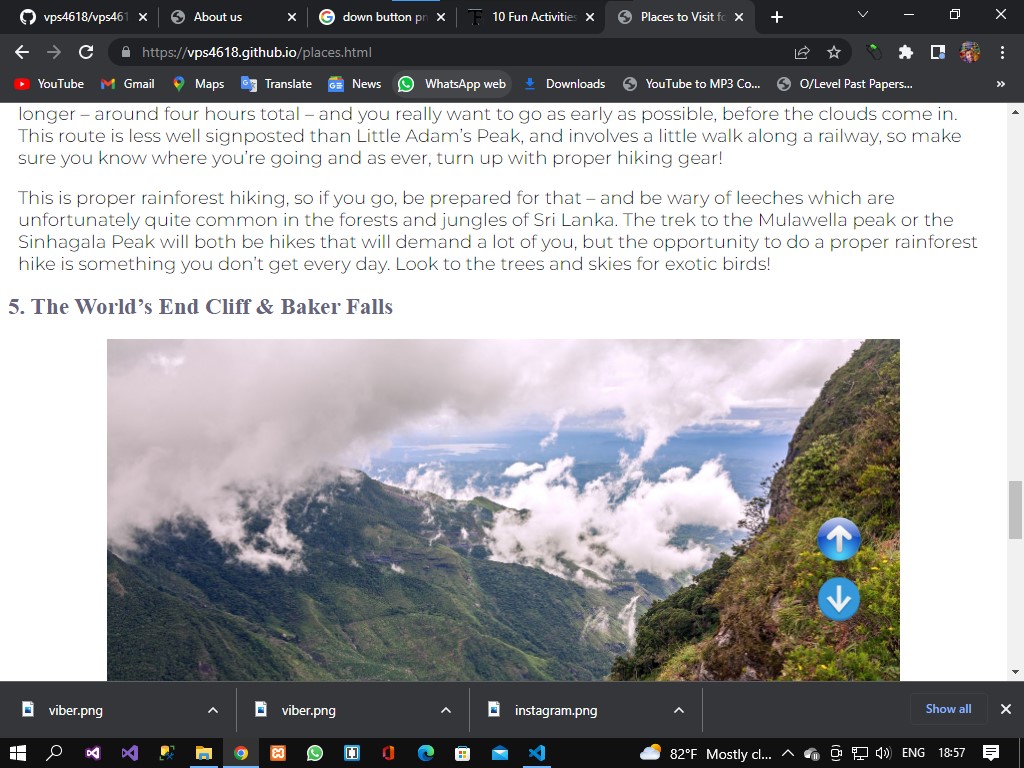 vps4618/vps461
About us
down button pn
10 Fun Activities
Places to Visit fo
https://vps4618.github.io/places.html
YouTube
Gmail
Maps
Translate
News
WhatsApp web
Downloads
YouTube to MP3 Co...
O/Level Past Papers...
»
longer – around four hours total – and you really want to go as early as possible, before the clouds come in.
This route is less well signposted than Little Adam's Peak, and involves a little walk along a railway, so make
sure you know where you're going and as ever, turn up with proper hiking gear!
This is proper rainforest hiking, so if you go, be prepared for that – and be wary of leeches which are
unfortunately quite common in the forests and jungles of Sri Lanka. The trek to the Mulawella peak or the
Sinhagala Peak will both be hikes that will demand a lot of you, but the opportunity to do a proper rainforest
hike is something you don't get every day. Look to the trees and skies for exotic birds!
5. The World's End Cliff & Baker Falls
viber.png
viber.png
instagram.png
Show all
82°F Mostly cl...
ENG
18:57